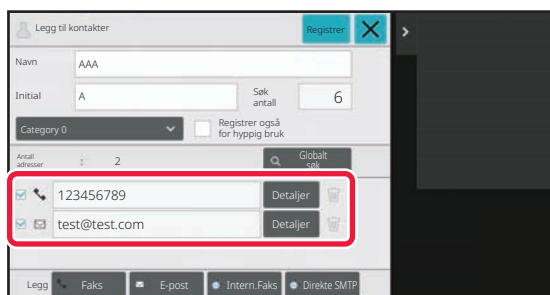 Legg til kontakter
Registrer
Navn
AAA
Initial
A
Søk
antall
6
Category 0
Registrer også
for hyppig bruk
Antall
adresser
:
2
Globalt
søk
123456789
Detaljer
test@test.com
Detaljer
Legg
Faks
E-post
Intern.Faks
Direkte SMTP